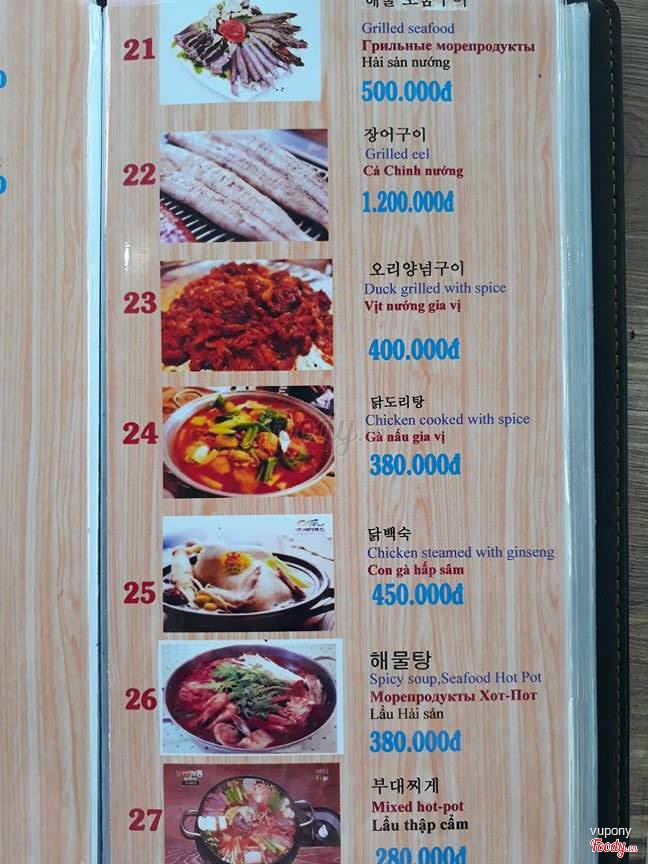 21
Grilled seafood
Грильные морепродукты
Hải sản nướng
500.000đ
22
장어구이
Grilled eel
Cá Chình nướng
1.200.000đ
23
오리양념구이
Duck grilled with spice
Vịt nướng gia vị
400.000đ
24
닭도리탕
Chicken cooked with spice
Gà nấu gia vị
380.000đ
25
닭백숙
Chicken steamed with ginseng
Con gà hấp sâm
450.000đ
26
해물탕
Spicy soup,Seafood Hot Pot
Морепродукты Хот-Пот
Lẩu Hải sản
380.000đ
27
부대찌게
Mixed hot-pot
Lẩu thập cẩm
280.000đ
vupony
Foody.vn